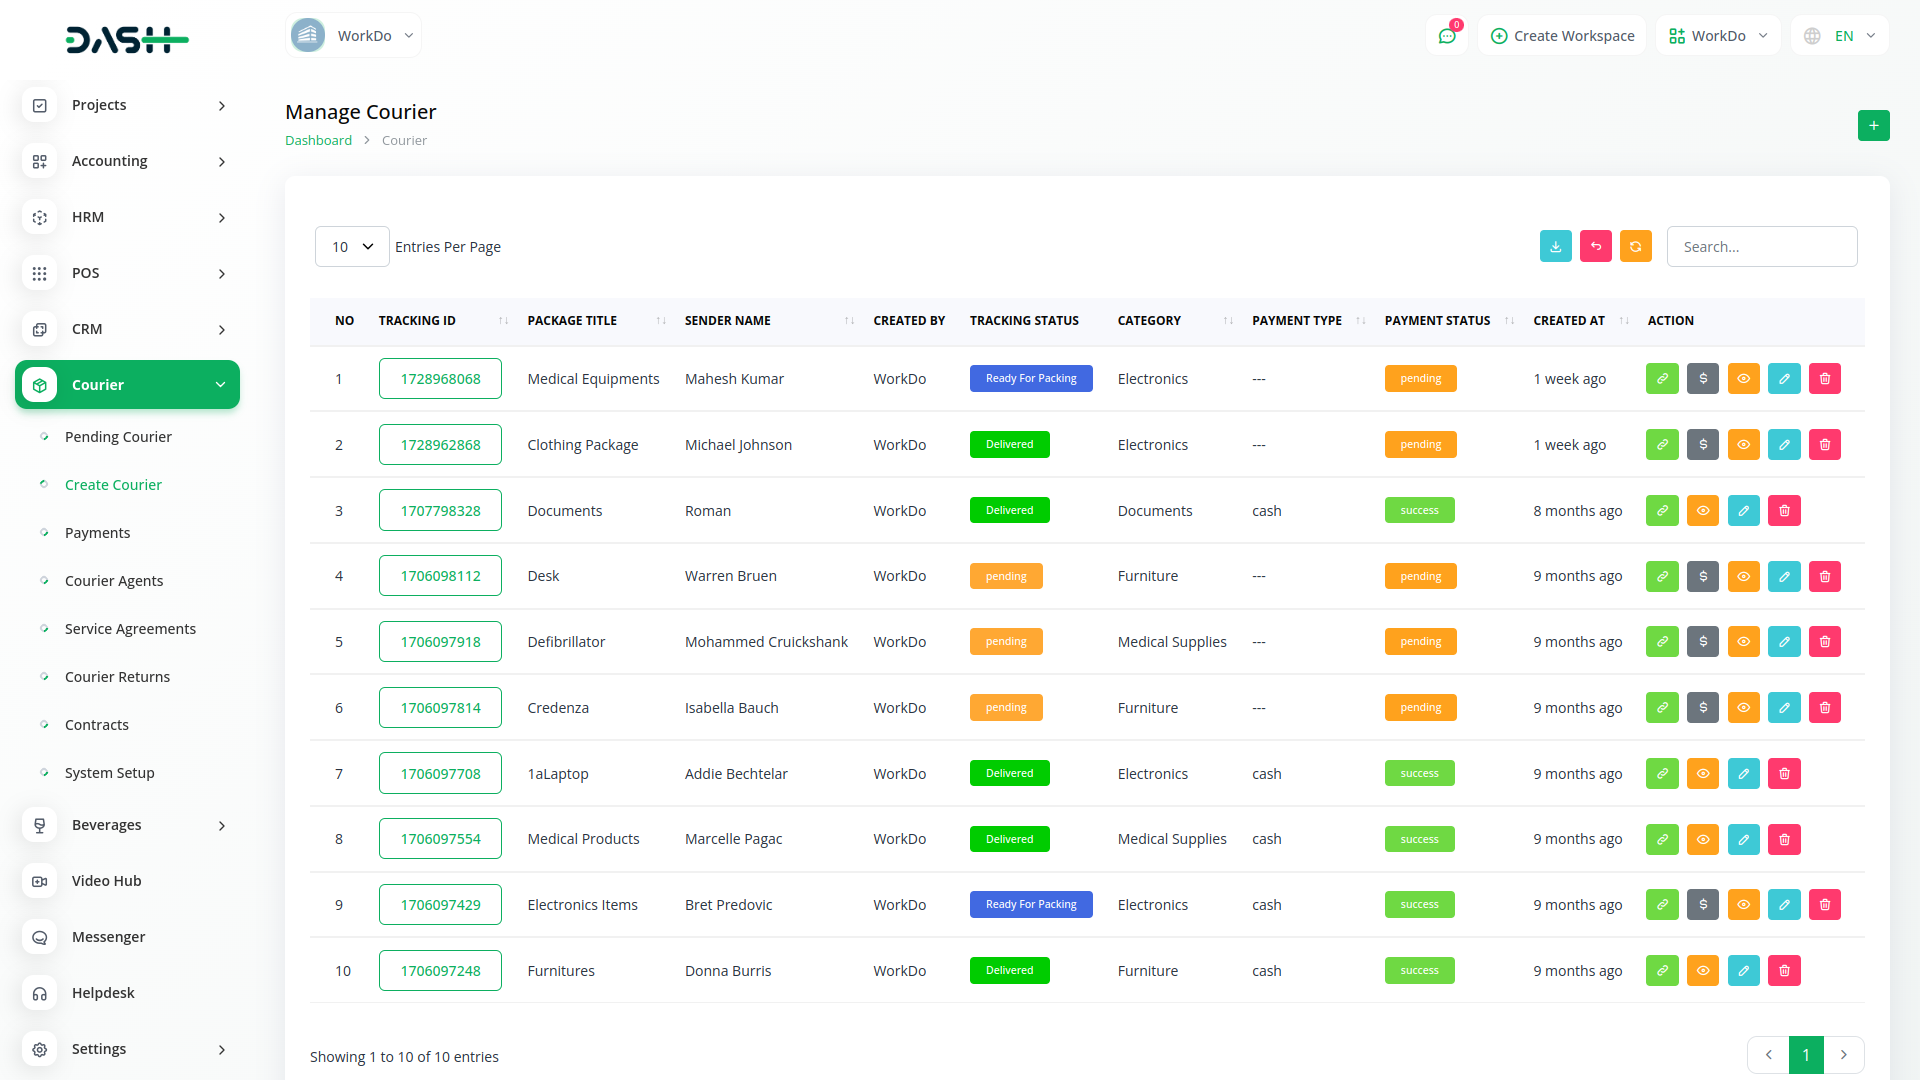 DASH
WorkDo
0
Create Workspace
WorkDo
EN
Projects
Accounting
HRM
POS
CRM
Courier
Pending Courier
Create Courier
Payments
Courier Agents
Service Agreements
Courier Returns
Contracts
System Setup
Beverages
Video Hub
Messenger
Helpdesk
Settings
Manage Courier
Dashboard > Courier
+
10 Entries Per Page
Search...
NO TRACKING ID PACKAGE TITLE SENDER NAME CREATED BY TRACKING STATUS CATEGORY PAYMENT TYPE PAYMENT STATUS CREATED AT ACTION
1 1728968068 Medical Equipments Mahesh Kumar WorkDo Ready For Packing Electronics --- pending 1 week ago $
2 1728962868 Clothing Package Michael Johnson WorkDo Delivered Electronics --- pending 1 week ago $
3 1707798328 Documents Roman WorkDo Delivered Documents cash success 8 months ago
4 1706098112 Desk Warren Bruen WorkDo pending Furniture --- pending 9 months ago $
5 1706097918 Defibrillator Mohammed Cruickshank WorkDo pending Medical Supplies --- pending 9 months ago $
6 1706097814 Credenza Isabella Bauch WorkDo pending Furniture --- pending 9 months ago $
7 1706097708 1aLaptop Addie Bechtelar WorkDo Delivered Electronics cash success 9 months ago
8 1706097554 Medical Products Marcelle Pagac WorkDo Delivered Medical Supplies cash success 9 months ago
9 1706097429 Electronics Items Bret Predovic WorkDo Ready For Packing Electronics cash success 9 months ago $
10 1706097248 Furnitures Donna Burris WorkDo Delivered Furniture cash success 9 months ago
Showing 1 to 10 of 10 entries
1